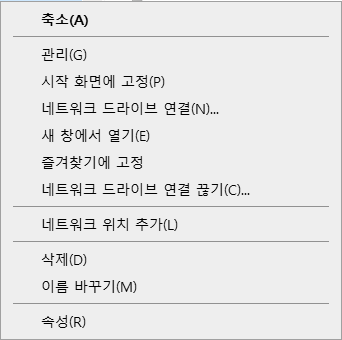 축소(A)
관리(G)
시작 화면에 고정(P)
네트워크 드라이브 연결(N)...
새 창에서 열기(E)
즐겨찾기에 고정
네트워크 드라이브 연결 끊기(C)...
네트워크 위치 추가(L)
삭제(D)
이름 바꾸기(M)
속성(R)